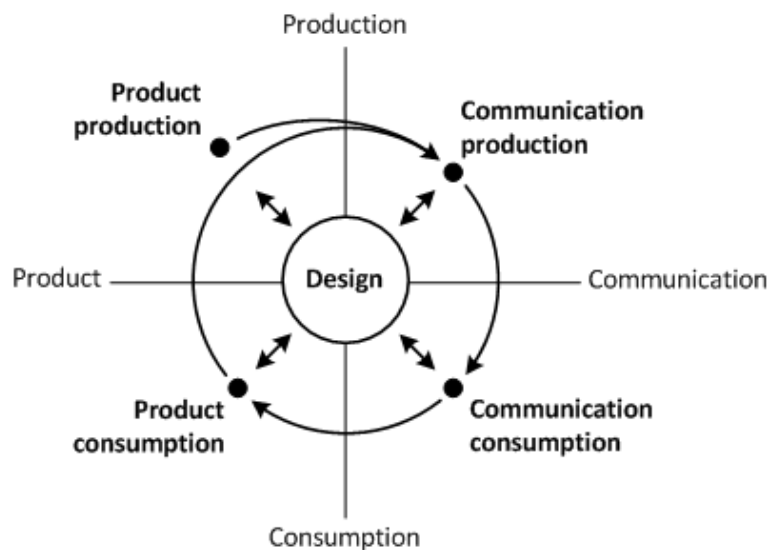 Production
Product
production
Communication
production
Product
Design
Communication
Product
consumption
Communication
consumption
Consumption